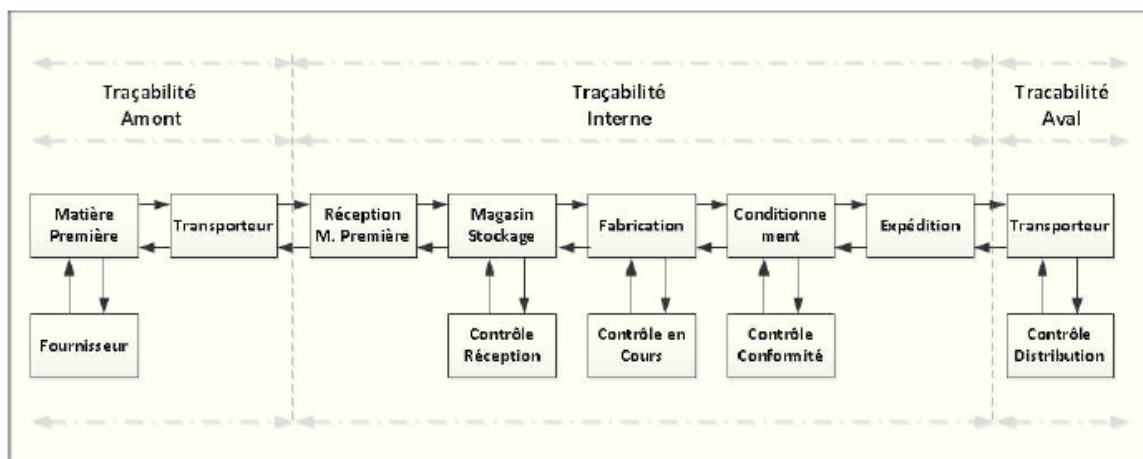 Traçabilité
Amont
Traçabilité
Interne
Tracabilité
Aval
Matière
Première
Transporteur
Réception
M. Première
Magasin
Stockage
Fabrication
Conditionne
ment
Expédition
Transporteur
Fournisseur
Contrôle
Réception
Contrôle en
Cours
Contrôle
Conformité
Contrôle
Distribution